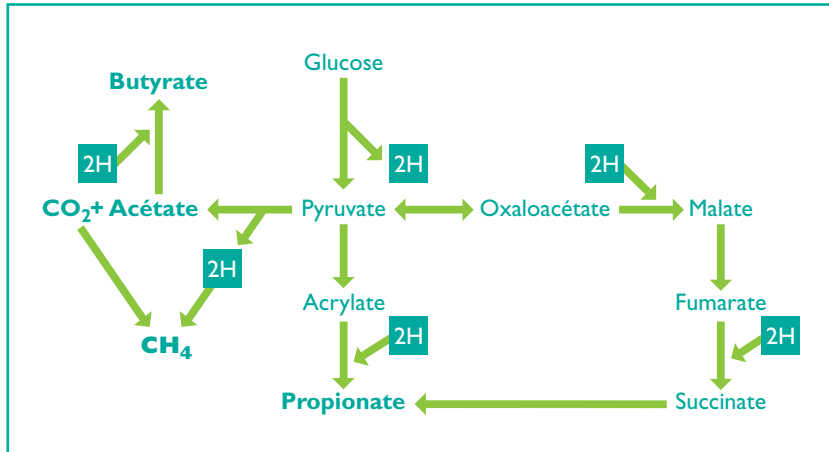 Glucose
Butyrate
2H
2H
2H
CO2+ Acétate
Pyruvate
Oxaloacétate
Malate
2H
Acrylate
Fumarate
2H
2H
CH4
Propionate
Succinate